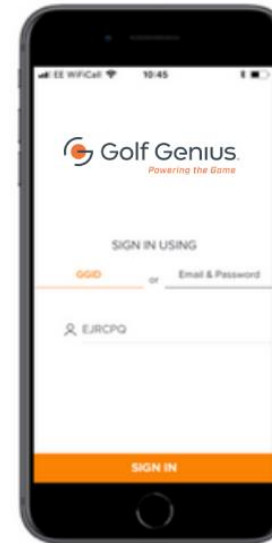 EE WiFiCall 10:45
Golf Genius.
Powering the Game
SIGN IN USING
GGID or Email & Password
EJRCPQ
SIGN IN